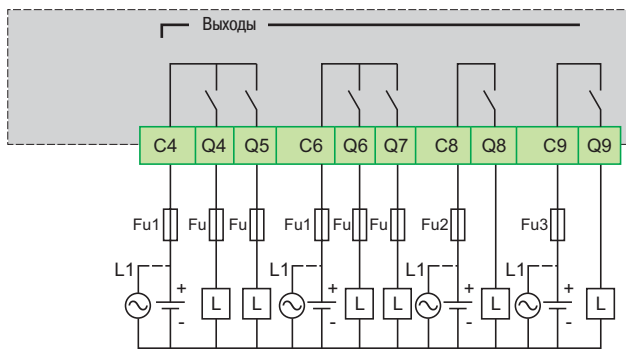 Выходы
C4 Q4 Q5 C6 Q6 Q7 C8 Q8 C9 Q9
Fu1 Fu Fu Fu1 Fu Fu Fu2 Fu3
L1 L1 L1 L1
+ + + +
L L L L L L
- - - -